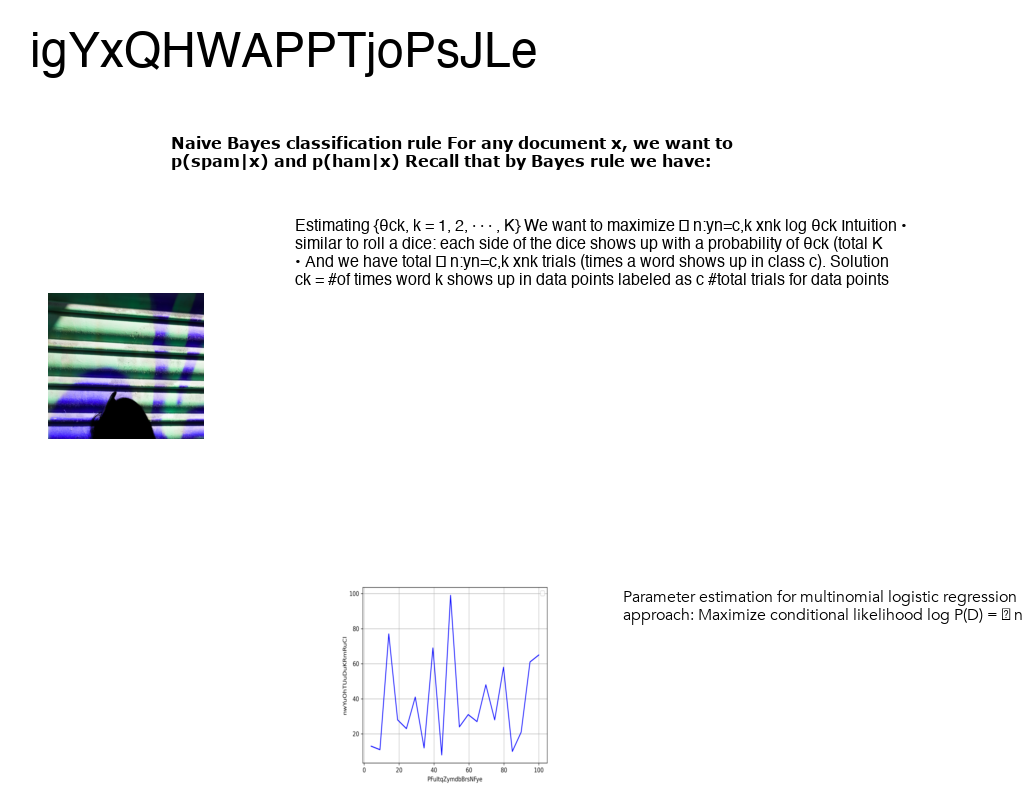 igYxQHWAPPTjoPsJLe
Naive Bayes classification rule For any document x, we want to
p(spam|x) and p(ham|x) Recall that by Bayes rule we have:
Estimating {θck, k = 1, 2, · · · , K} We want to maximize □ n:yn=c,k xnk log θck Intuition •
similar to roll a dice: each side of the dice shows up with a probability of θck (total K
• And we have total □ n:yn=c,k xnk trials (times a word shows up in class c). Solution
ck = #of times word k shows up in data points labeled as c #total trials for data points
Parameter estimation for multinomial logistic regression
approach: Maximize conditional likelihood log P(D) = □ n
100
80
60
40
20
0 20 40 60 80 100
PFultqZymdbBrsNFye